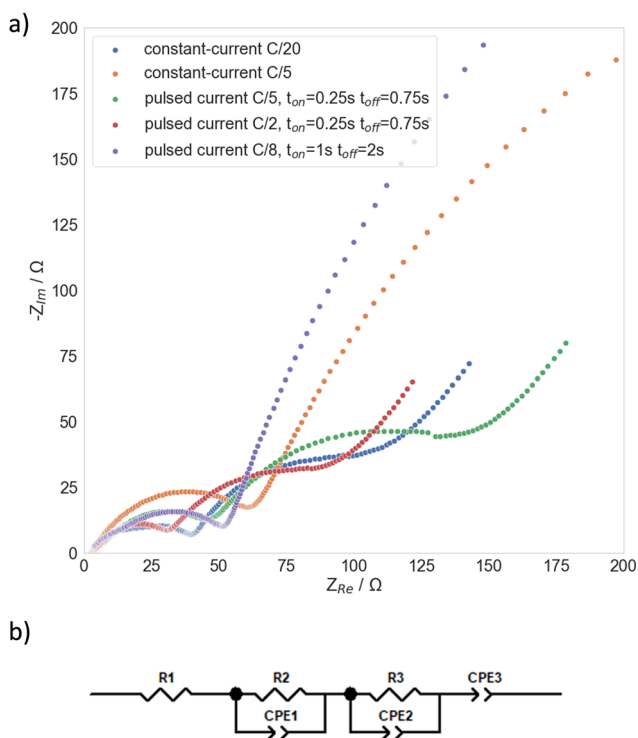 a)
200
175
150
125
100
75
50
25
0
-Z_Im / Ω
constant-current C/20
constant-current C/5
pulsed current C/5, t_on=0.25s t_off=0.75s
pulsed current C/2, t_on=0.25s t_off=0.75s
pulsed current C/8, t_on=1s t_off=2s
0 25 50 75 100 125 150 175 200
Z_Re / Ω
b)
R1 R2 R3 CPE3
CPE1 CPE2